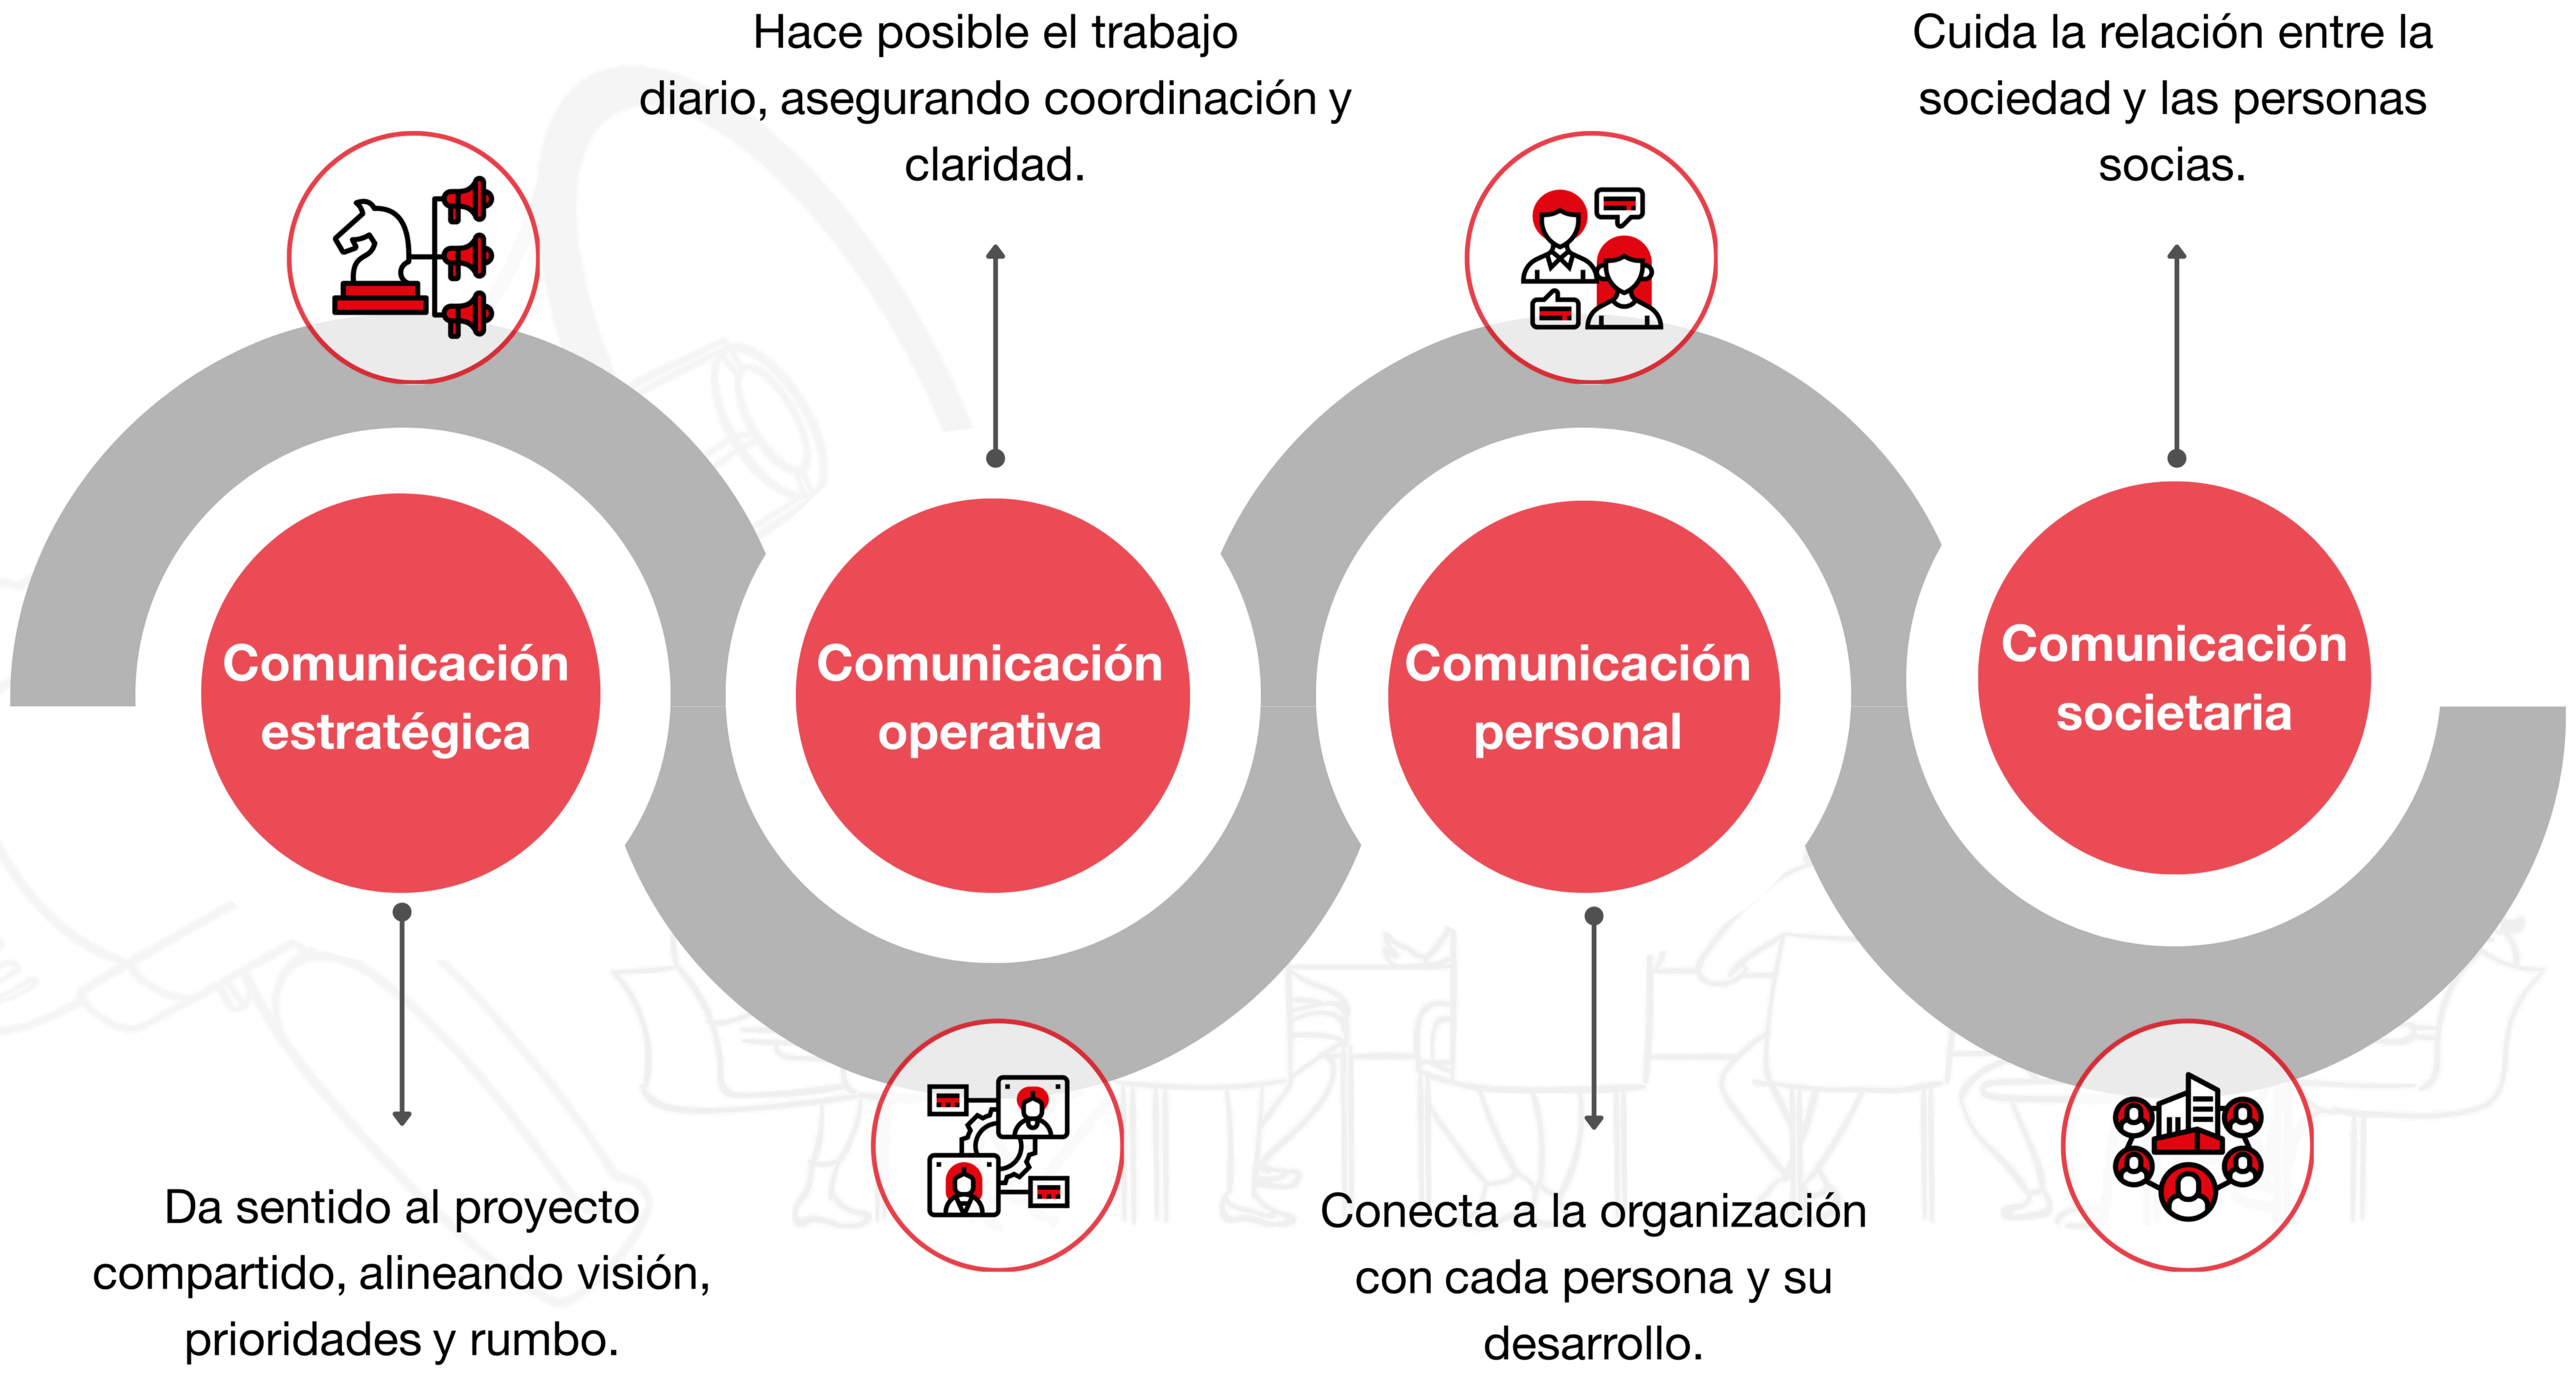 Comunicación
estratégica
Da sentido al proyecto
compartido, alineando visión,
prioridades y rumbo.
Hace posible el trabajo
diario, asegurando coordinación y
claridad.
Comunicación
operativa
Comunicación
personal
Conecta a la organización
con cada persona y su
desarrollo.
Cuida la relación entre la
sociedad y las personas
socias.
Comunicación
societaria